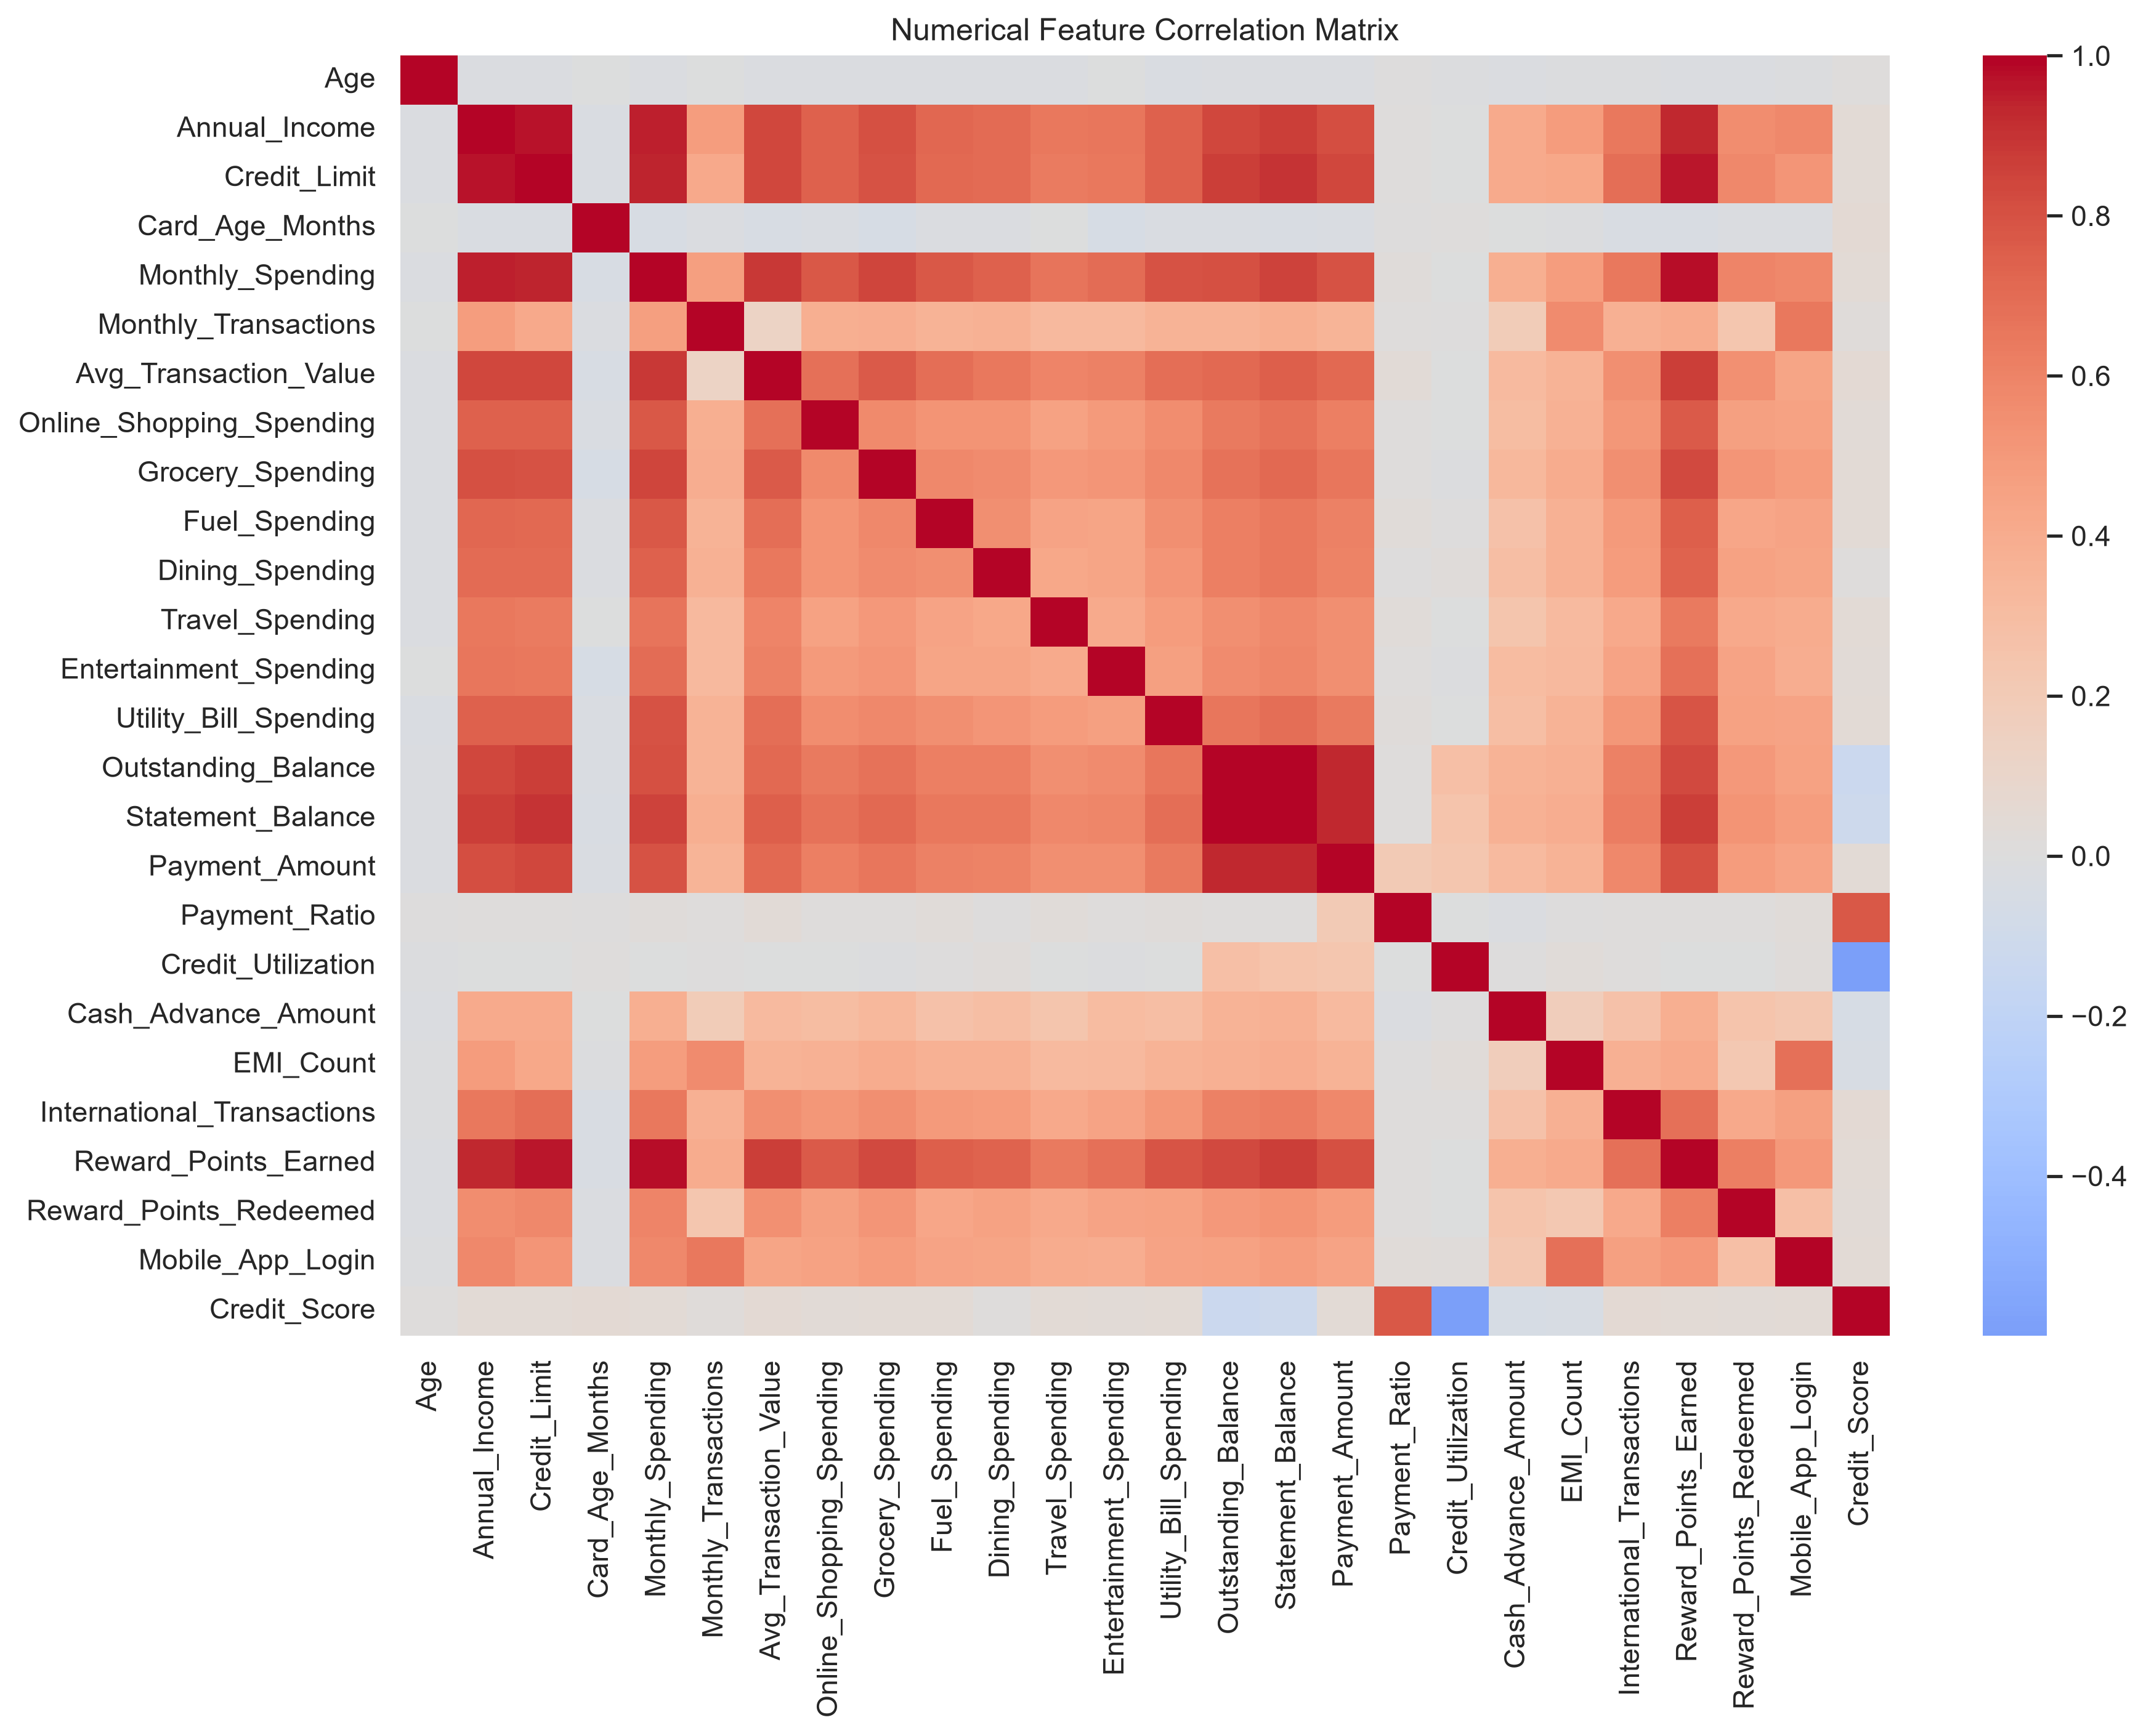 Numerical Feature Correlation Matrix
Age
Annual_Income
Credit_Limit
Card_Age_Months
Monthly_Spending
Monthly_Transactions
Avg_Transaction_Value
Online_Shopping_Spending
Grocery_Spending
Fuel_Spending
Dining_Spending
Travel_Spending
Entertainment_Spending
Utility_Bill_Spending
Outstanding_Balance
Statement_Balance
Payment_Amount
Payment_Ratio
Credit_Utilization
Cash_Advance_Amount
EMI_Count
International_Transactions
Reward_Points_Earned
Reward_Points_Redeemed
Mobile_App_Login
Credit_Score
Age
Annual_Income
Credit_Limit
Card_Age_Months
Monthly_Spending
Monthly_Transactions
Avg_Transaction_Value
Online_Shopping_Spending
Grocery_Spending
Fuel_Spending
Dining_Spending
Travel_Spending
Entertainment_Spending
Utility_Bill_Spending
Outstanding_Balance
Statement_Balance
Payment_Amount
Payment_Ratio
Credit_Utilization
Cash_Advance_Amount
EMI_Count
International_Transactions
Reward_Points_Earned
Reward_Points_Redeemed
Mobile_App_Login
Credit_Score
1.0
0.8
0.6
0.4
0.2
0.0
−0.2
−0.4